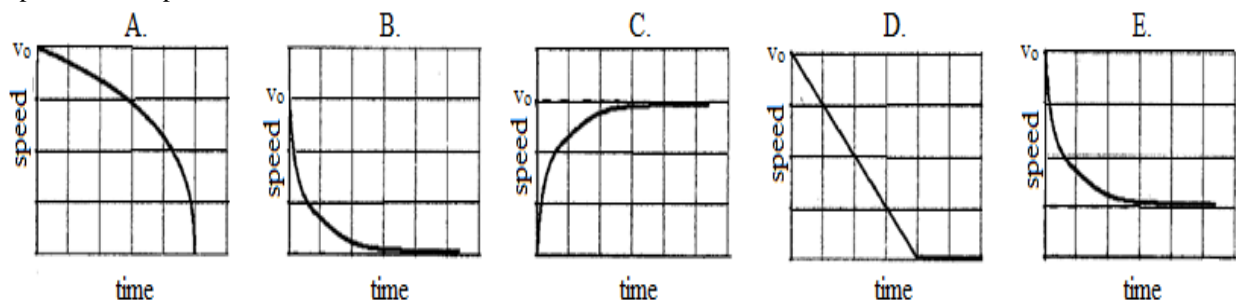 A. B. C. D. E.
v₀ v₀ v₀ v₀ v₀
speed speed speed speed speed
time time time time time